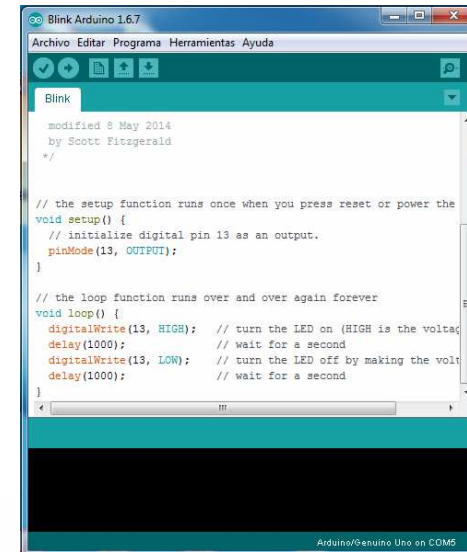 Blink Arduino 1.6.7
Archivo Editar Programa Herramientas Ayuda
Blink
modified 8 May 2014
by Scott Fitzgerald
*/
// the setup function runs once when you press reset or power the
void setup() {
// initialize digital pin 13 as an output.
pinMode(13, OUTPUT);
}
// the loop function runs over and over again forever
void loop() {
digitalWrite(13, HIGH); // turn the LED on (HIGH is the voltag
delay(1000); // wait for a second
digitalWrite(13, LOW); // turn the LED off by making the volt
delay(1000); // wait for a second
}
Arduino/Genuino Uno on COM5